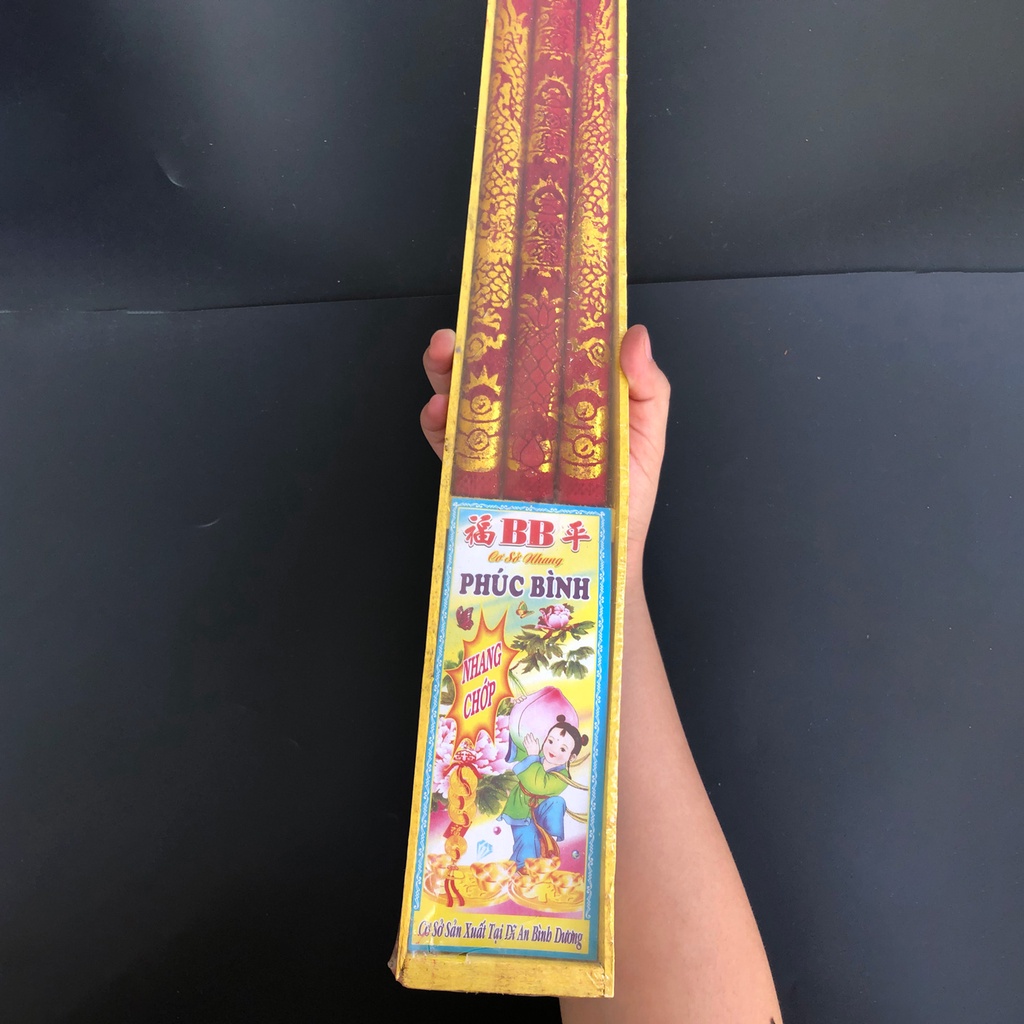 福 BB 平
Cơ Sở Nhang
PHÚC BÌNH
NHANG
CHÓP
Cơ Sở Sản Xuất Tại Dĩ An Bình Dương